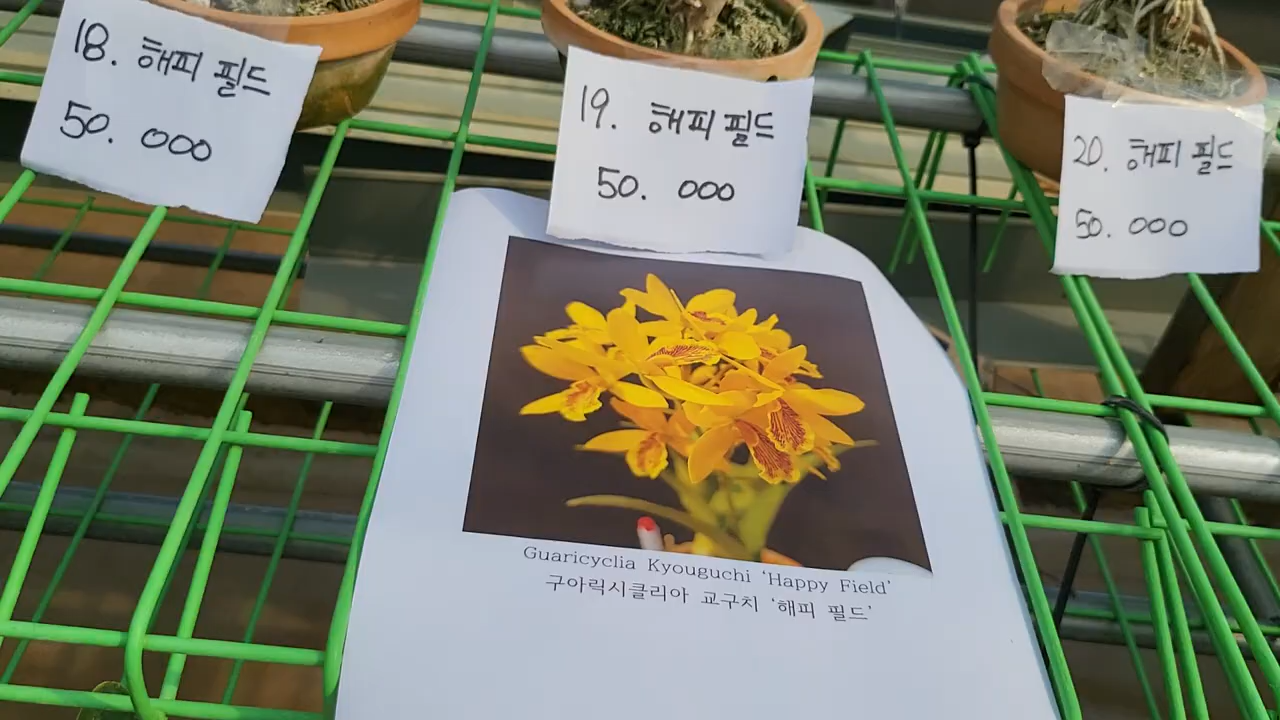 18. 해피 필드
50. 000
19. 해피 필드
50. 000
20. 해피 필드
50. 000
Guaricyclia Kyouguchi ‘Happy Field’
구아릭시클리아 교구치 ‘해피 필드’